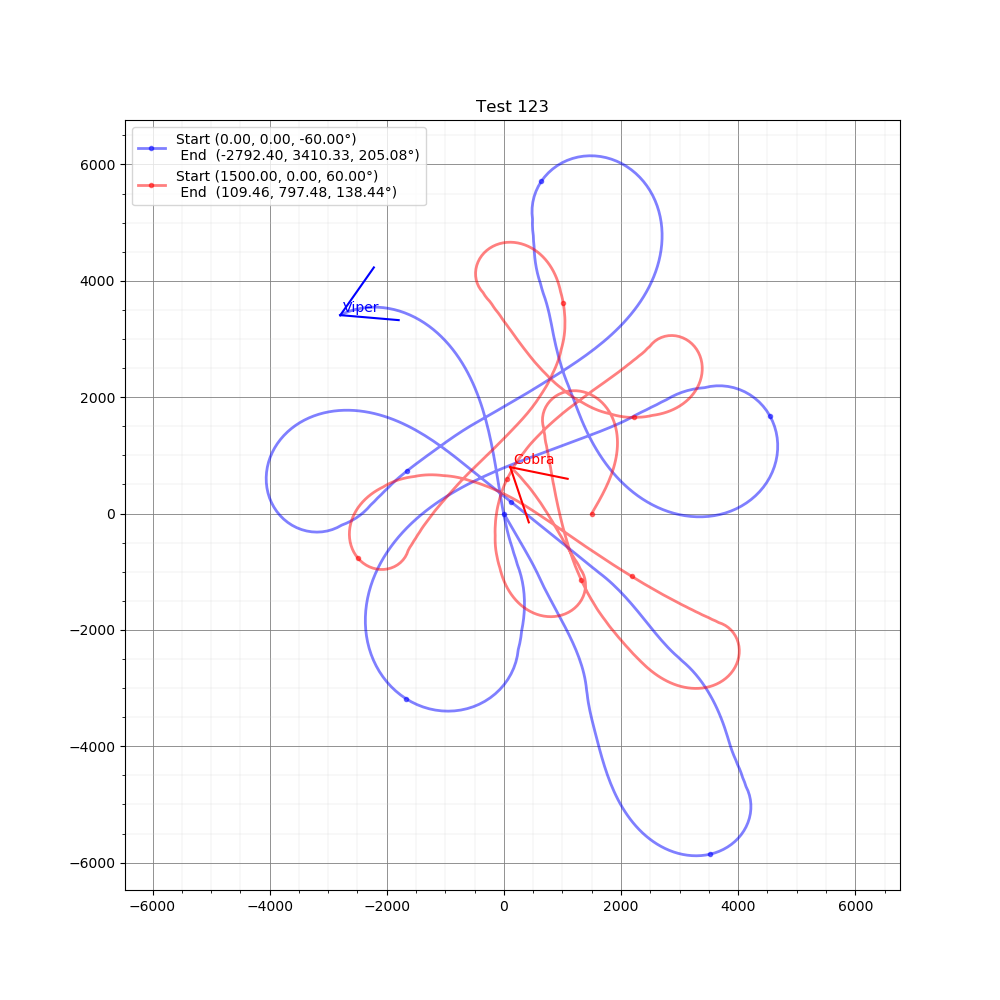 Test 123
Start (0.00, 0.00, -60.00°)
End  (-2792.40, 3410.33, 205.08°)
Start (1500.00, 0.00, 60.00°)
End  (109.46, 797.48, 138.44°)
6000
4000
Viper
2000
Cobra
0
−2000
−4000
−6000
−6000 −4000 −2000 0 2000 4000 6000